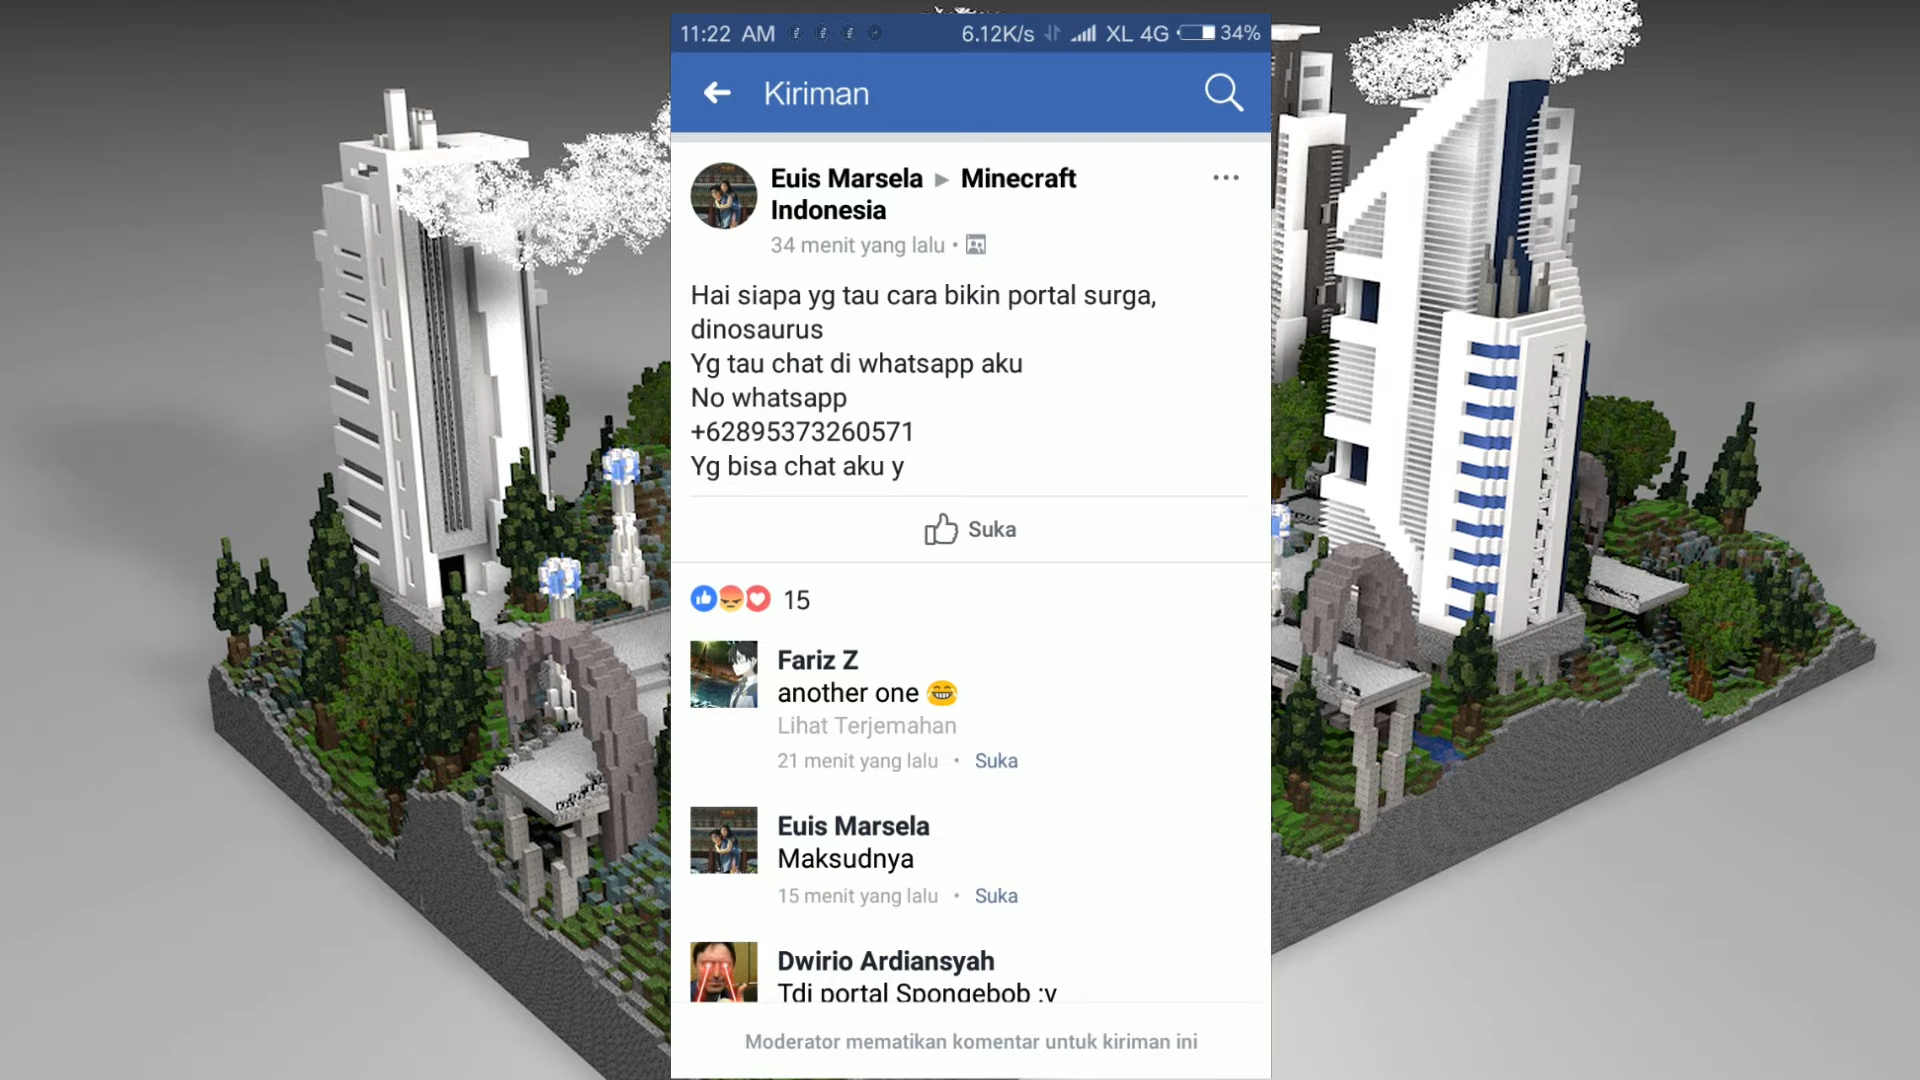 11:22 AM 6.12K/s XL 4G 34%
Kiriman
Euis Marsela ▸ Minecraft
Indonesia
34 menit yang lalu •
Hai siapa yg tau cara bikin portal surga,
dinosaurus
Yg tau chat di whatsapp aku
No whatsapp
+62895373260571
Yg bisa chat aku y
Suka
15
Fariz Z
another one 😂
Lihat Terjemahan
21 menit yang lalu • Suka
Euis Marsela
Maksudnya
15 menit yang lalu • Suka
Dwirio Ardiansyah
Tdi portal Spongebob :v
Moderator mematikan komentar untuk kiriman ini